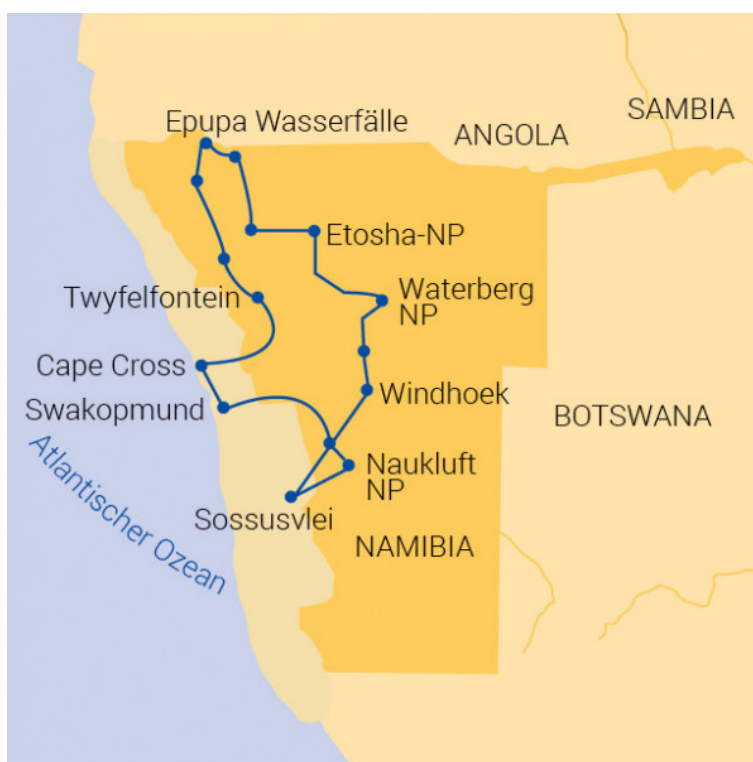 SAMBIA
Epupa Wasserfälle
ANGOLA
Etosha-NP
Twyfelfontein
Waterberg
NP
Cape Cross
Windhoek
Swakopmund
BOTSWANA
Naukluft
NP
Sossusvlei
Atlantischer Ozean
NAMIBIA